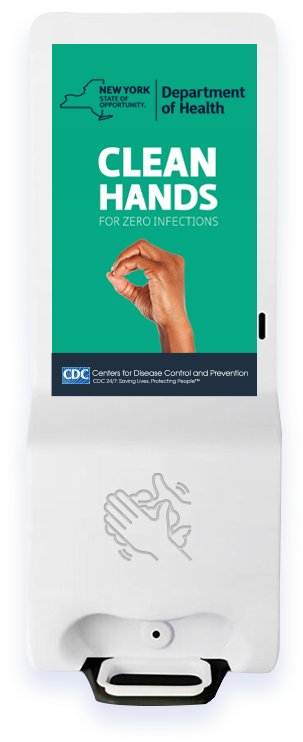 NEW YORK
STATE OF
OPPORTUNITY.
Department
of Health
CLEAN
HANDS
FOR ZERO INFECTIONS
CDC
Centers for Disease Control and Prevention
CDC 24/7: Saving Lives, Protecting People™